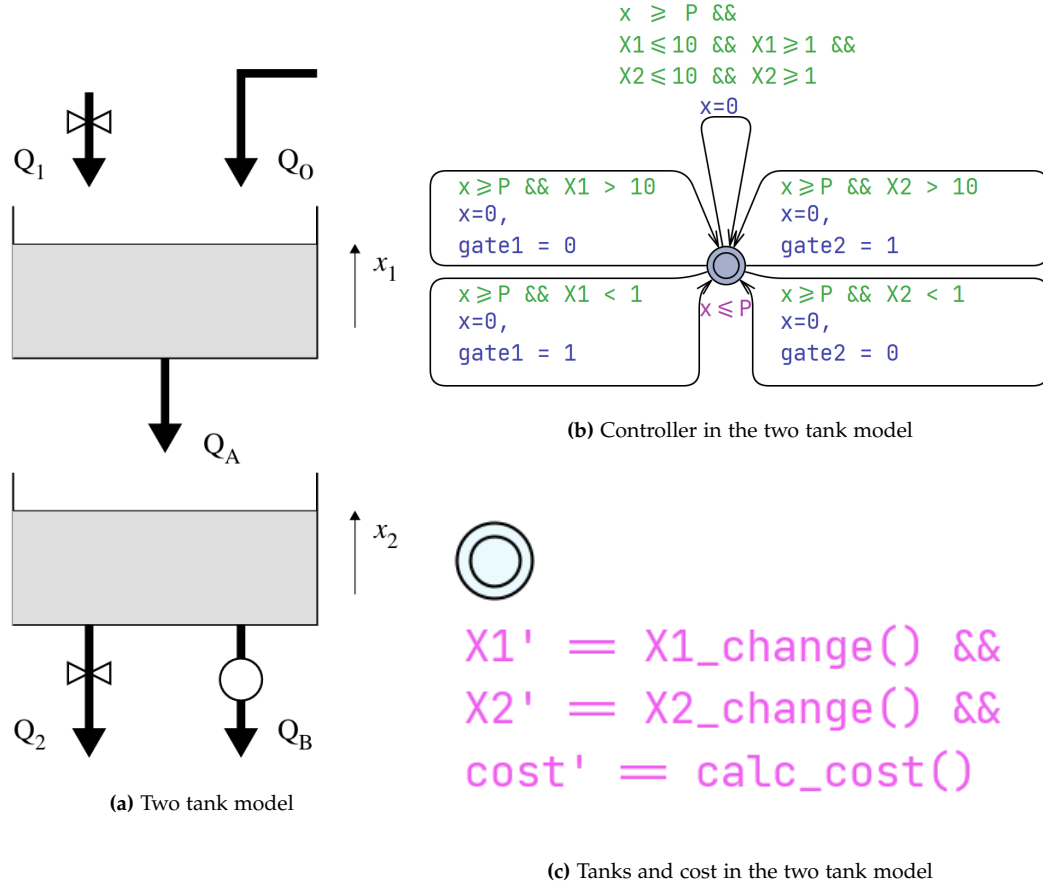 Q1
Q0
x1
QA
x2
Q2
QB
(a) Two tank model
x ≥ P &&
X1 ≤ 10 && X1 ≥ 1 &&
X2 ≤ 10 && X2 ≥ 1
x=0
x ≥ P && X1 > 10
x=0,
gate1 = 0
x ≥ P && X2 > 10
x=0,
gate2 = 1
x ≥ P && X1 < 1
x=0,
gate1 = 1
x ≤ P
x ≥ P && X2 < 1
x=0,
gate2 = 0
(b) Controller in the two tank model
X1' == X1_change() &&
X2' == X2_change() &&
cost' == calc_cost()
(c) Tanks and cost in the two tank model